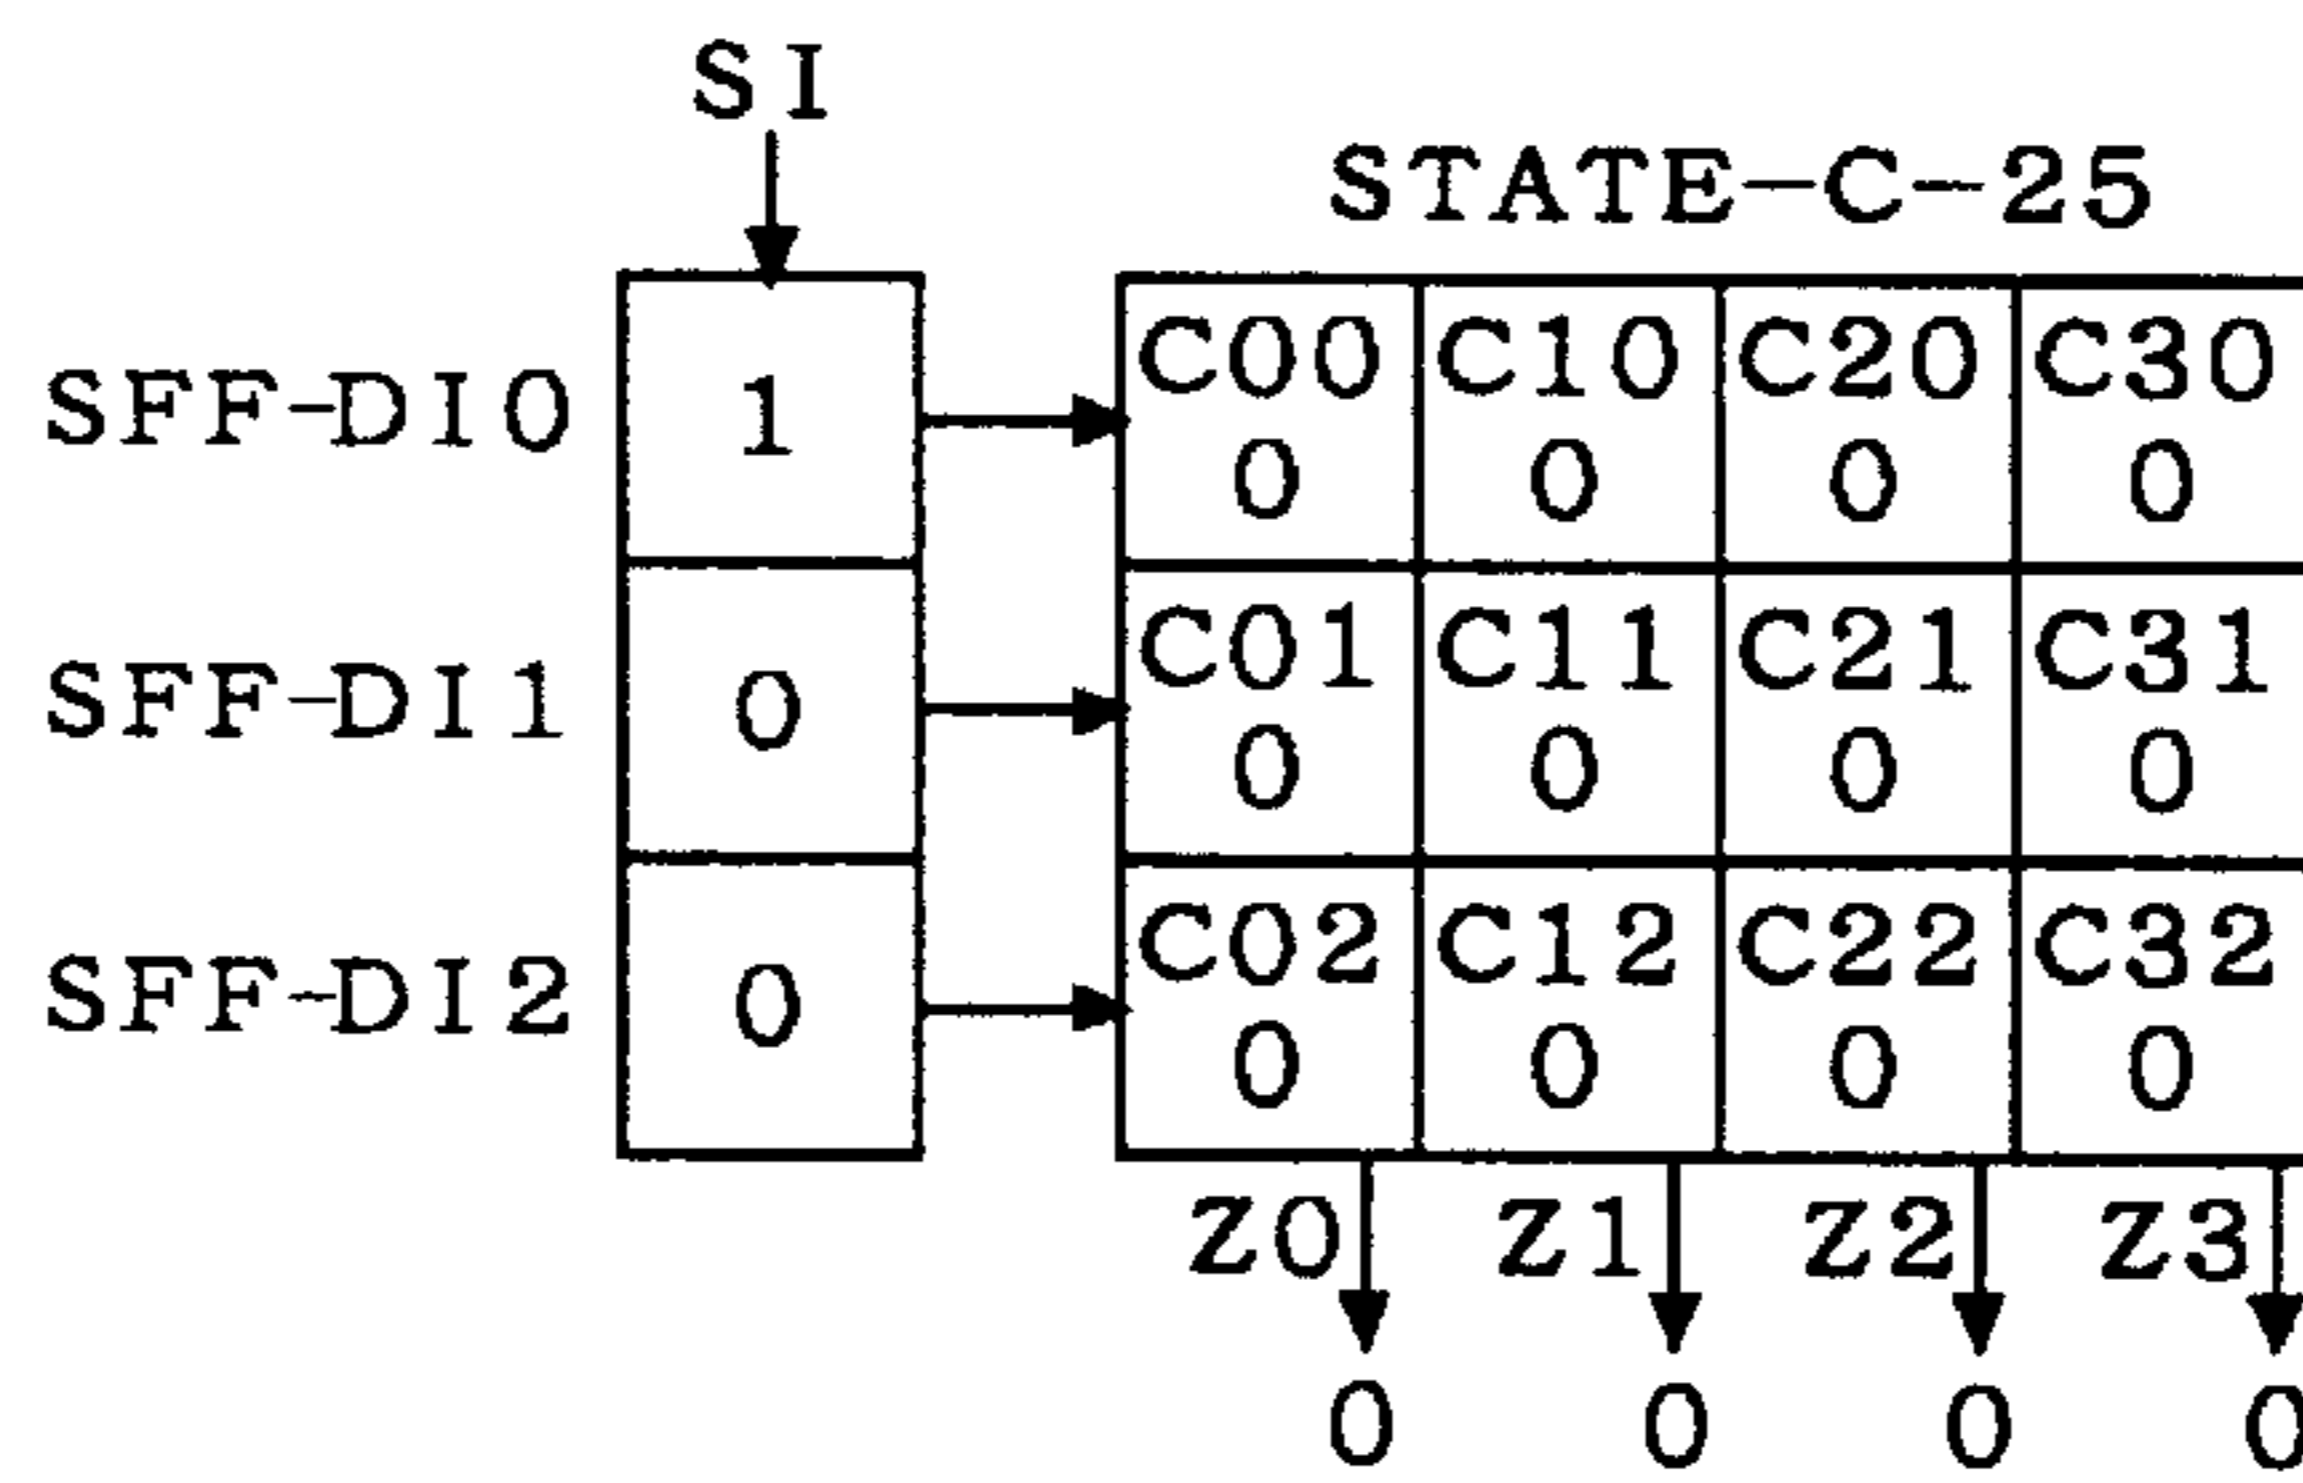 SI
STATE-C-25
C00 C10 C20 C30
SFF-DI0 1 0 0 0 0
C01 C11 C21 C31
SFF-DI1 0 0 0 0 0
C02 C12 C22 C32
SFF-DI2 0 0 0 0 0
Z0 Z1 Z2 Z3
0 0 0 0